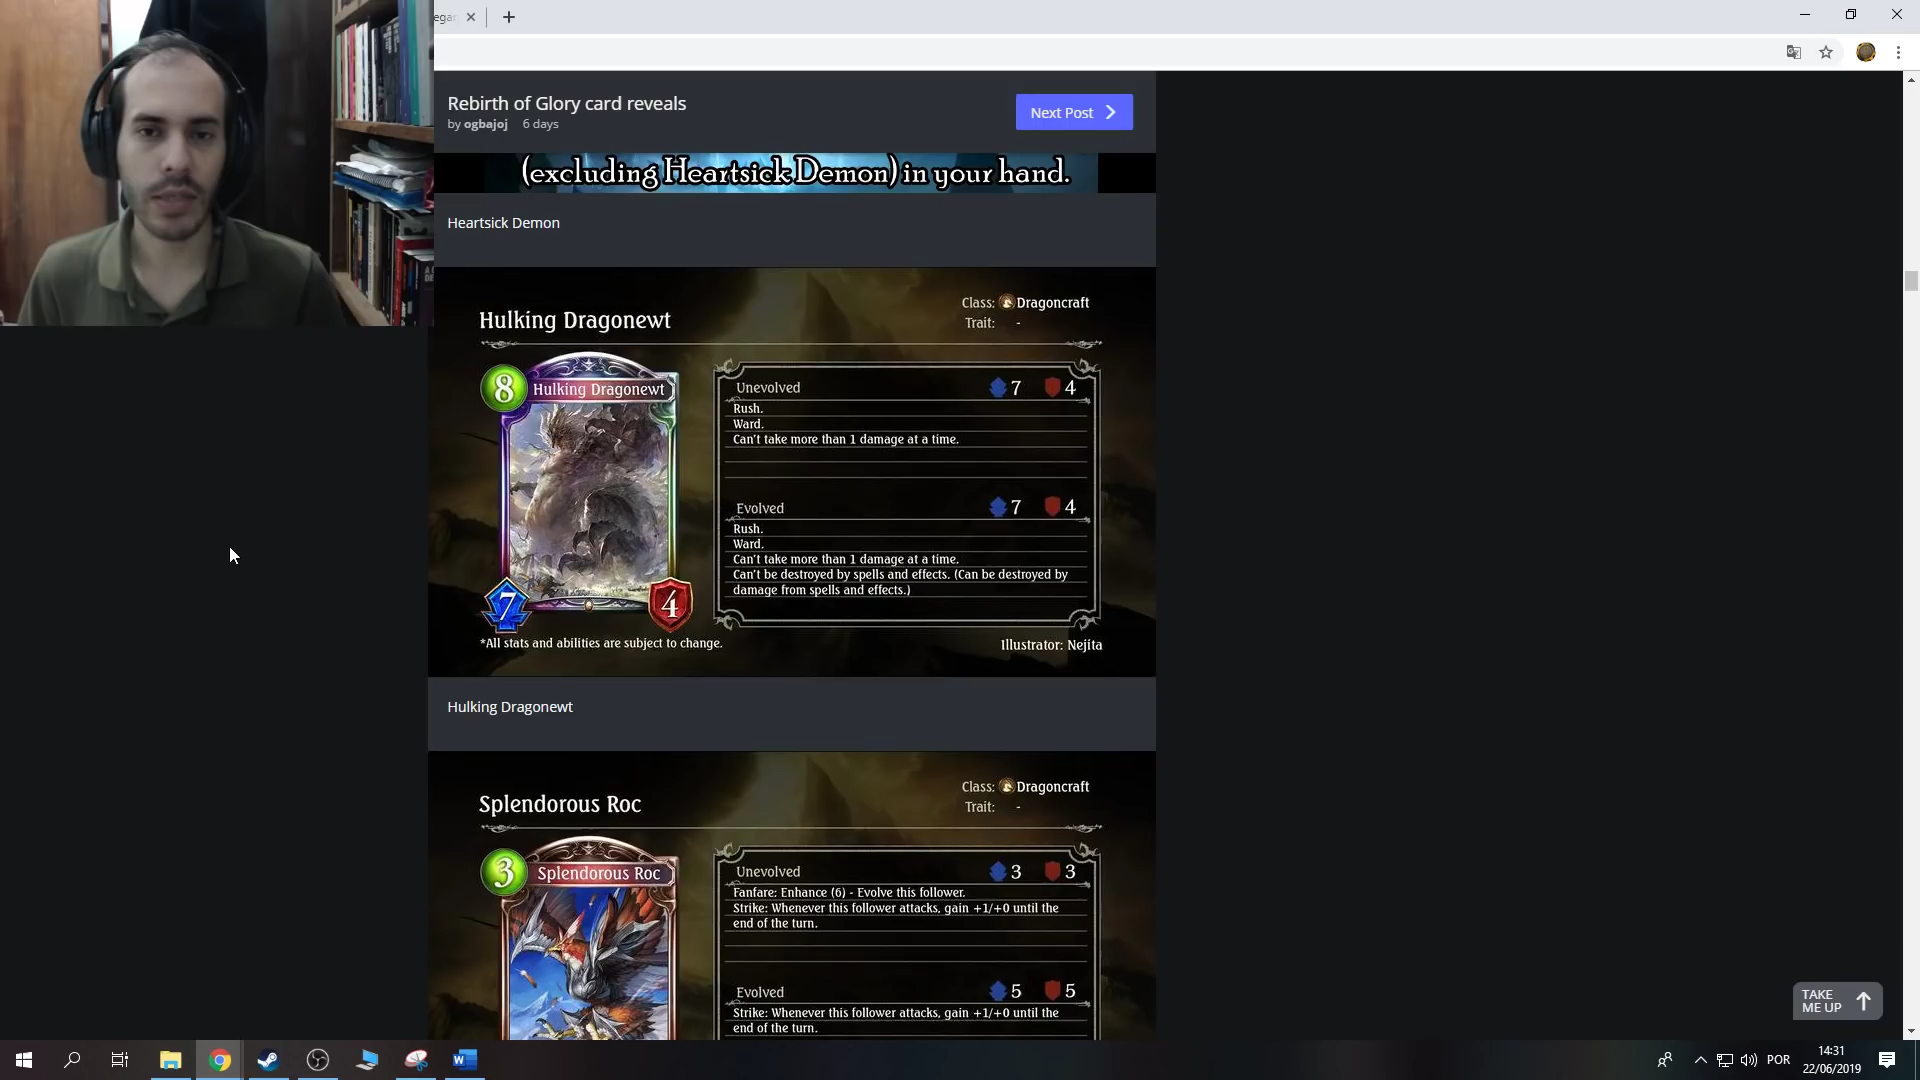 egar
Rebirth of Glory card reveals
by ogbajoj 6 days
Next Post
(excluding Heartsick Demon) in your hand.
Heartsick Demon
Hulking Dragonewt
Class: Dragoncraft
Trait: -
8
Hulking Dragonewt
7
4
Unevolved 7 4
Rush.
Ward.
Can't take more than 1 damage at a time.
Evolved 7 4
Rush.
Ward.
Can't take more than 1 damage at a time.
Can't be destroyed by spells and effects. (Can be destroyed by
damage from spells and effects.)
*All stats and abilities are subject to change.
Illustrator: Nejita
Hulking Dragonewt
Splendorous Roc
Class: Dragoncraft
Trait: -
3
Splendorous Roc
Unevolved 3 3
Fanfare: Enhance (6) - Evolve this follower.
Strike: Whenever this follower attacks, gain +1/+0 until the
end of the turn.
Evolved 5 5
Strike: Whenever this follower attacks, gain +1/+0 until the
end of the turn.
TAKE
ME UP
POR
14:31
22/06/2019